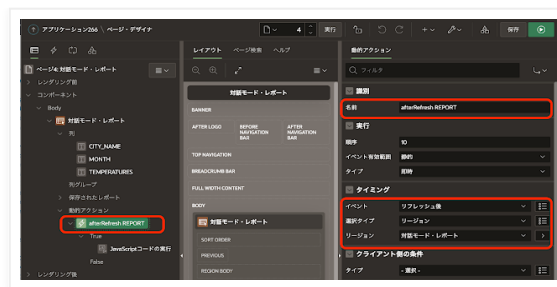 アプリケーション266 \ ページ・デザイナ
4
実行
保存
ページ4: 対話モード・レポート
レンダリング前
コンポーネント
Body
対話モード・レポート
列
CITY_NAME
MONTH
TEMPERATURES
列グループ
保存されたレポート
動的アクション
afterRefresh REPORT
True
JavaScriptコードの実行
False
レンダリング後
レイアウト ページ検索 ヘルプ
対話モード・レポート
BANNER
AFTER LOGO
BEFORE NAVIGATION BAR
AFTER NAVIGATION BAR
TOP NAVIGATION
BREADCRUMB BAR
FULL WIDTH CONTENT
BODY
対話モード・レポート
SORT ORDER
PREVIOUS
REGION BODY
動的アクション
フィルタ
識別
名前 afterRefresh REPORT
実行
順序 10
イベント有効範囲 静的
タイプ 即時
タイミング
イベント リフレッシュ後
選択タイプ リージョン
リージョン 対話モード・レポート
クライアント側の条件
タイプ - 選択 -